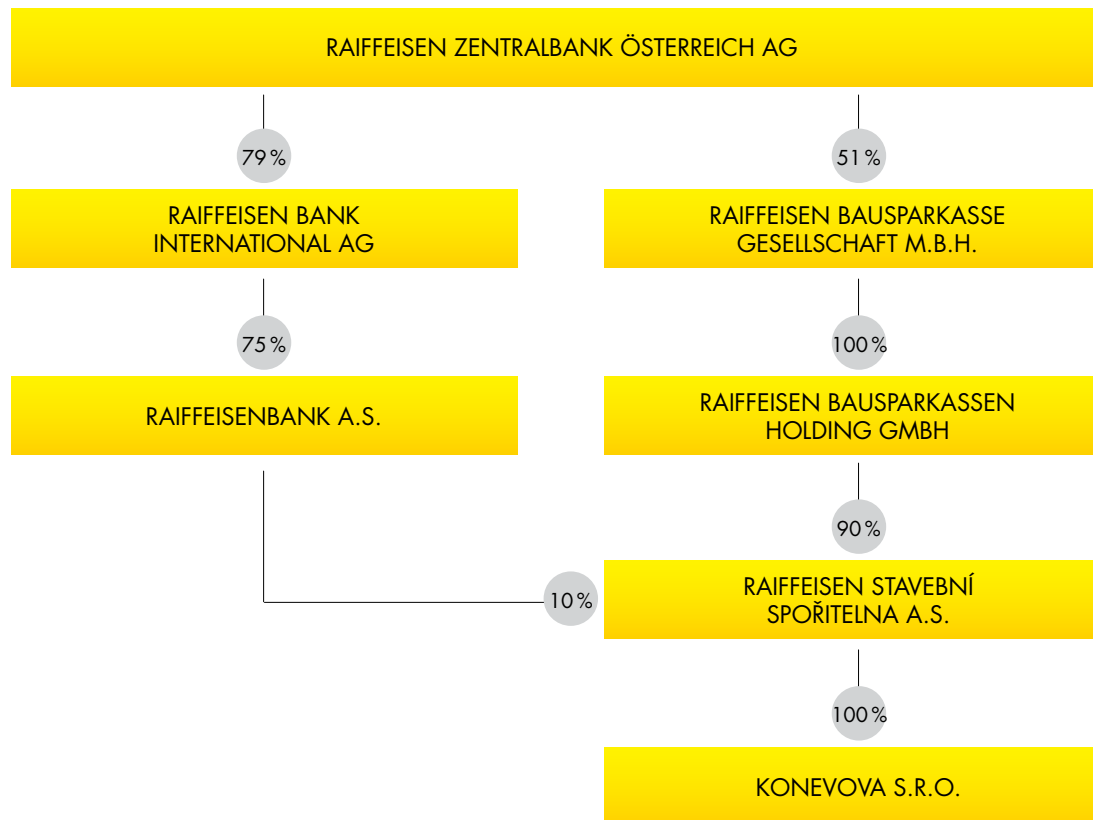 RAIFFEISEN ZENTRALBANK ÖSTERREICH AG
79 %
51 %
RAIFFEISEN BANK
INTERNATIONAL AG
RAIFFEISEN BAUSPARKASSE
GESELLSCHAFT M.B.H.
75 %
100 %
RAIFFEISENBANK A.S.
RAIFFEISEN BAUSPARKASSEN
HOLDING GMBH
90 %
10 %
RAIFFEISEN STAVEBNÍ
SPOŘITELNA A.S.
100 %
KONEVOVA S.R.O.